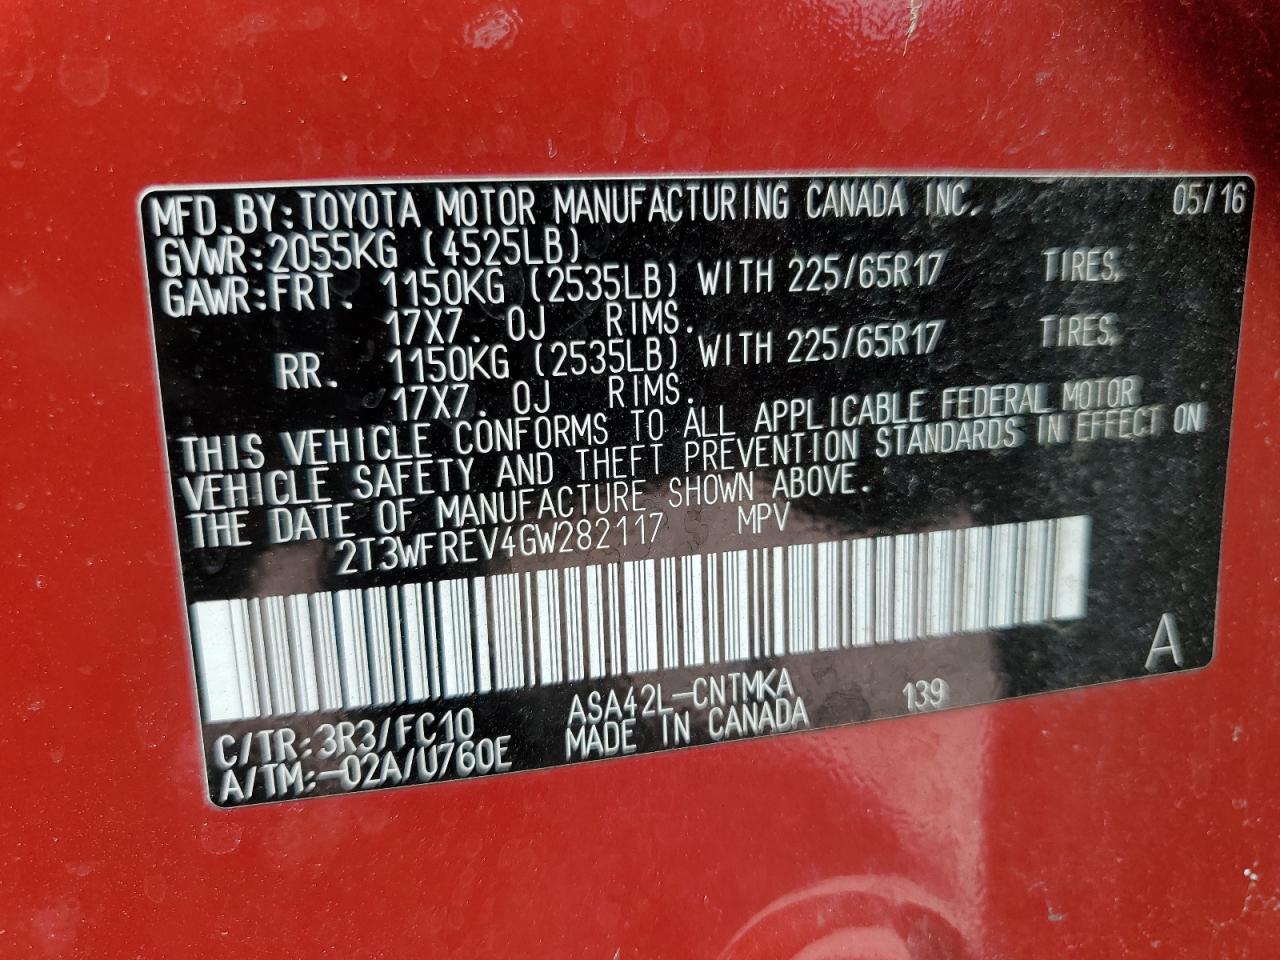 MFD.BY:TOYOTA MOTOR MANUFACTURING CANADA INC. 05/16
GVWR:2055KG (4525LB)
GAWR:FRT. 1150KG (2535LB) WITH 225/65R17 TIRES,
17X7.0J RIMS.
RR. 1150KG (2535LB) WITH 225/65R17 TIRES,
17X7.0J RIMS.
THIS VEHICLE CONFORMS TO ALL APPLICABLE FEDERAL MOTOR
VEHICLE SAFETY AND THEFT PREVENTION STANDARDS IN EFFECT ON
THE DATE OF MANUFACTURE SHOWN ABOVE.
2T3WFREV4GW282117 MPV
A
C/TR:3R3/FC10 ASA42L-CNTMKA 139
A/TM:-02A/U760E MADE IN CANADA